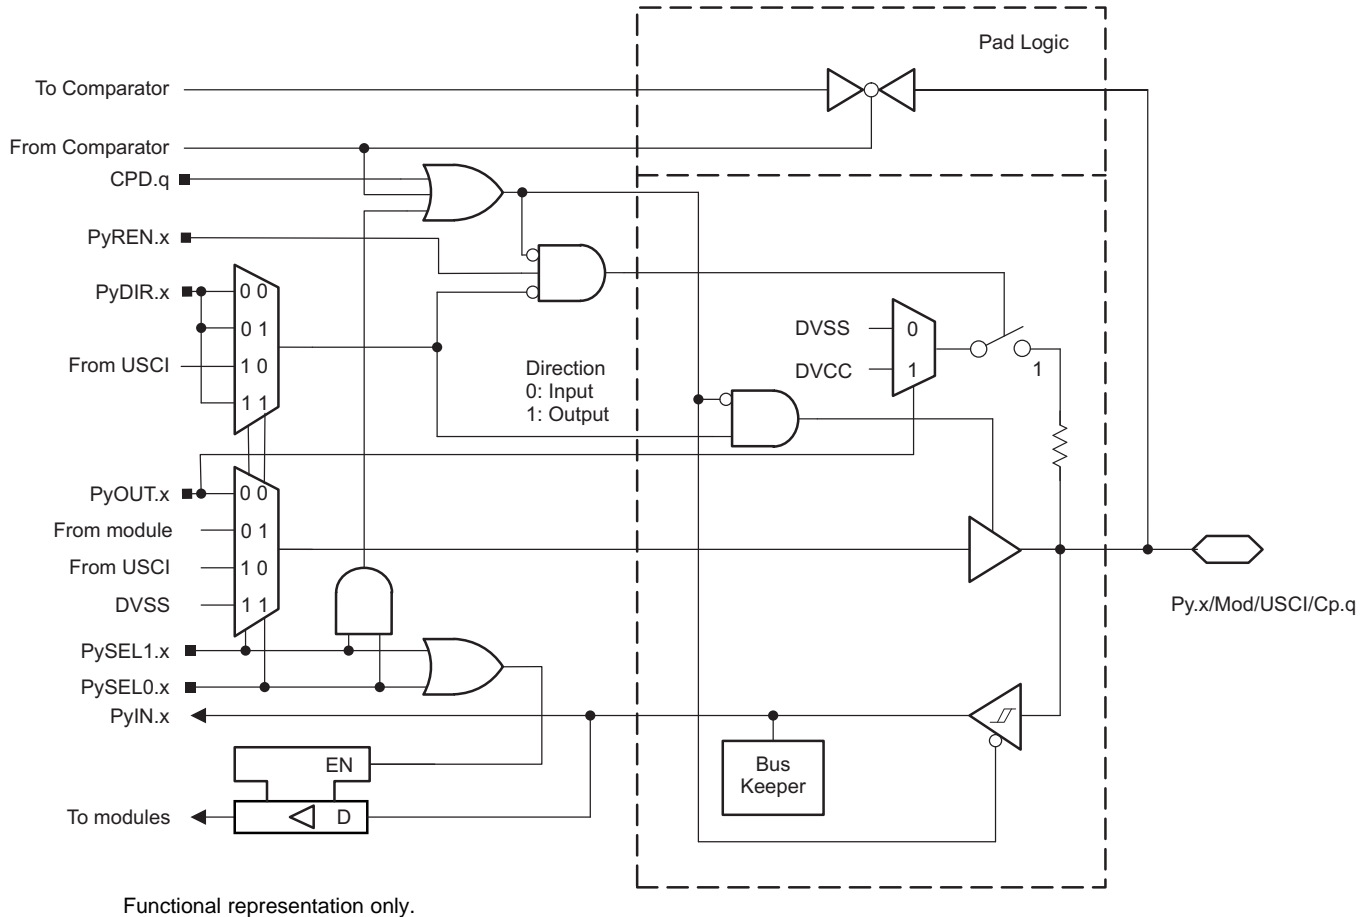 Pad Logic
To Comparator
From Comparator
CPD.q
PyREN.x
PyDIR.x
0 0
0 1
From USCI
1 0
1 1
Direction
0: Input
1: Output
DVSS
0
DVCC
1
1
PyOUT.x
0 0
From module
0 1
From USCI
1 0
DVSS
1 1
Py.x/Mod/USCI/Cp.q
PySEL1.x
PySEL0.x
PyIN.x
EN
Bus
Keeper
To modules
D
Functional representation only.